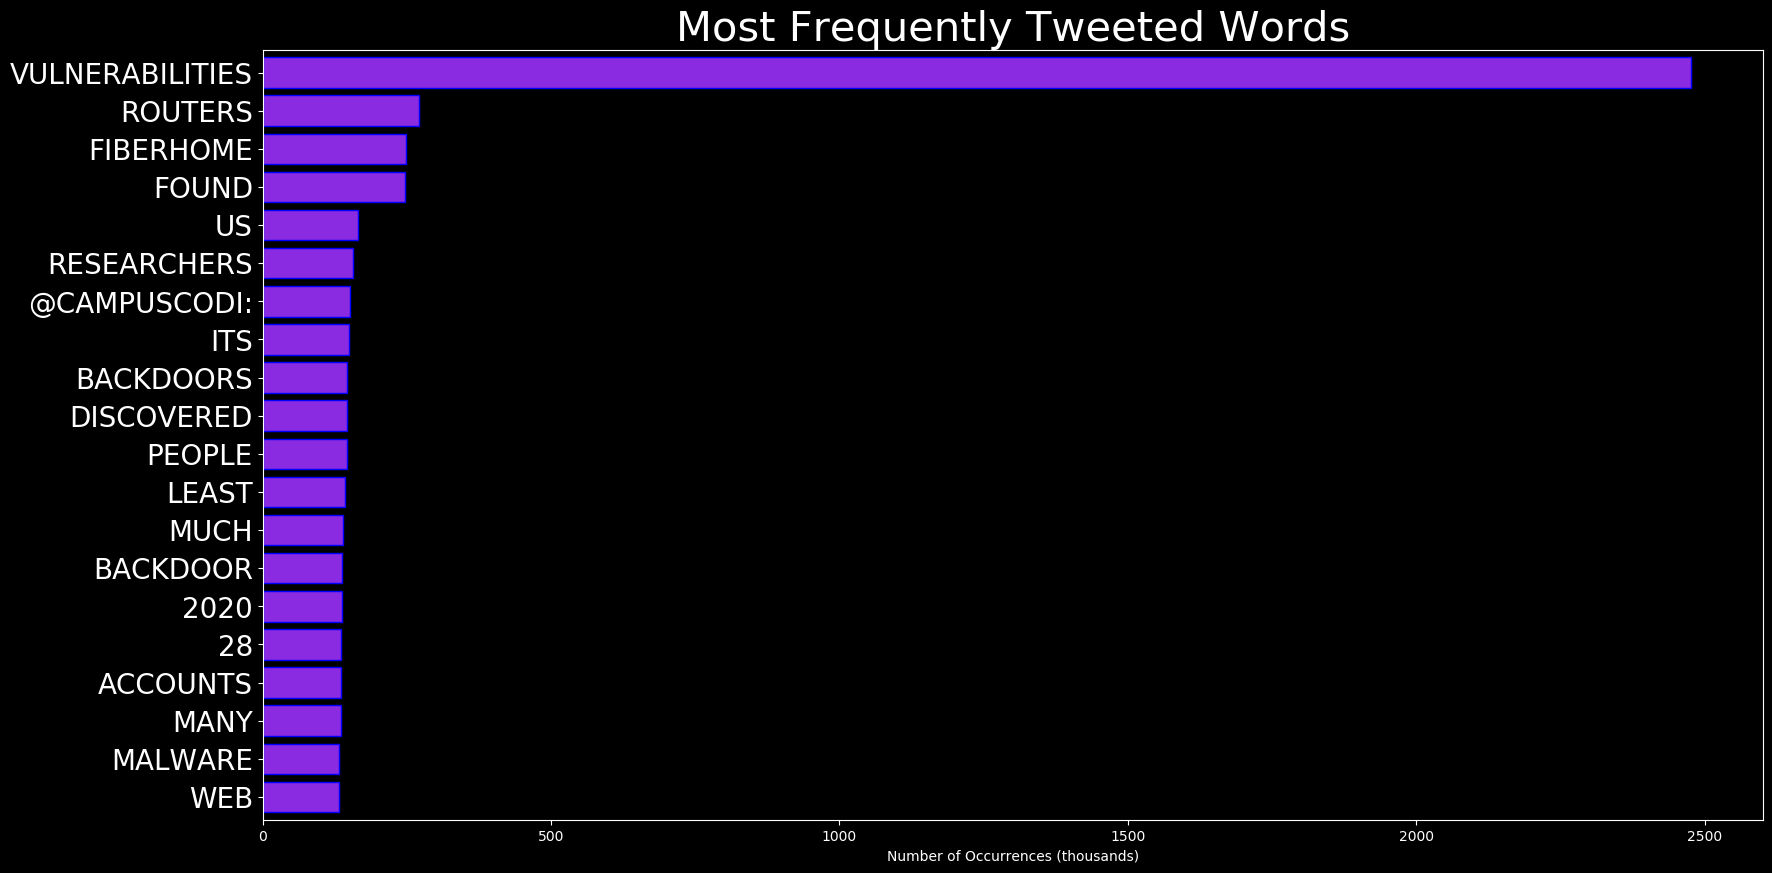 Most Frequently Tweeted Words
VULNERABILITIES
ROUTERS
FIBERHOME
FOUND
US
RESEARCHERS
@CAMPUSCODI:
ITS
BACKDOORS
DISCOVERED
PEOPLE
LEAST
MUCH
BACKDOOR
2020
28
ACCOUNTS
MANY
MALWARE
WEB
0 500 1000 1500 2000 2500
Number of Occurrences (thousands)